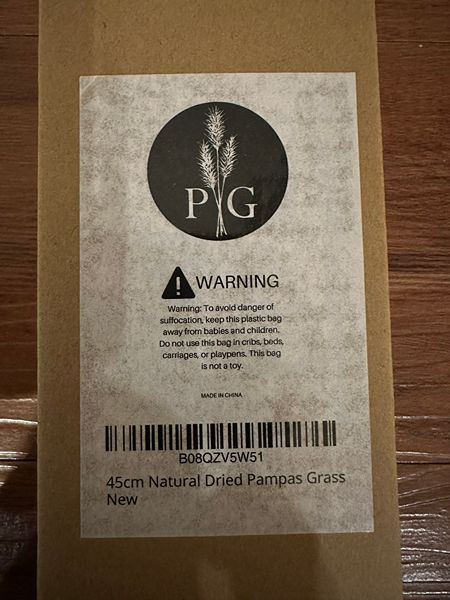 P G
WARNING
Warning: To avoid danger of
suffocation, keep this plastic bag
away from babies and children.
Do not use this bag in cribs, beds,
carriages, or playpens. This bag
is not a toy.
MADE IN CHINA
B08QZV5W51
45cm Natural Dried Pampas Grass
New